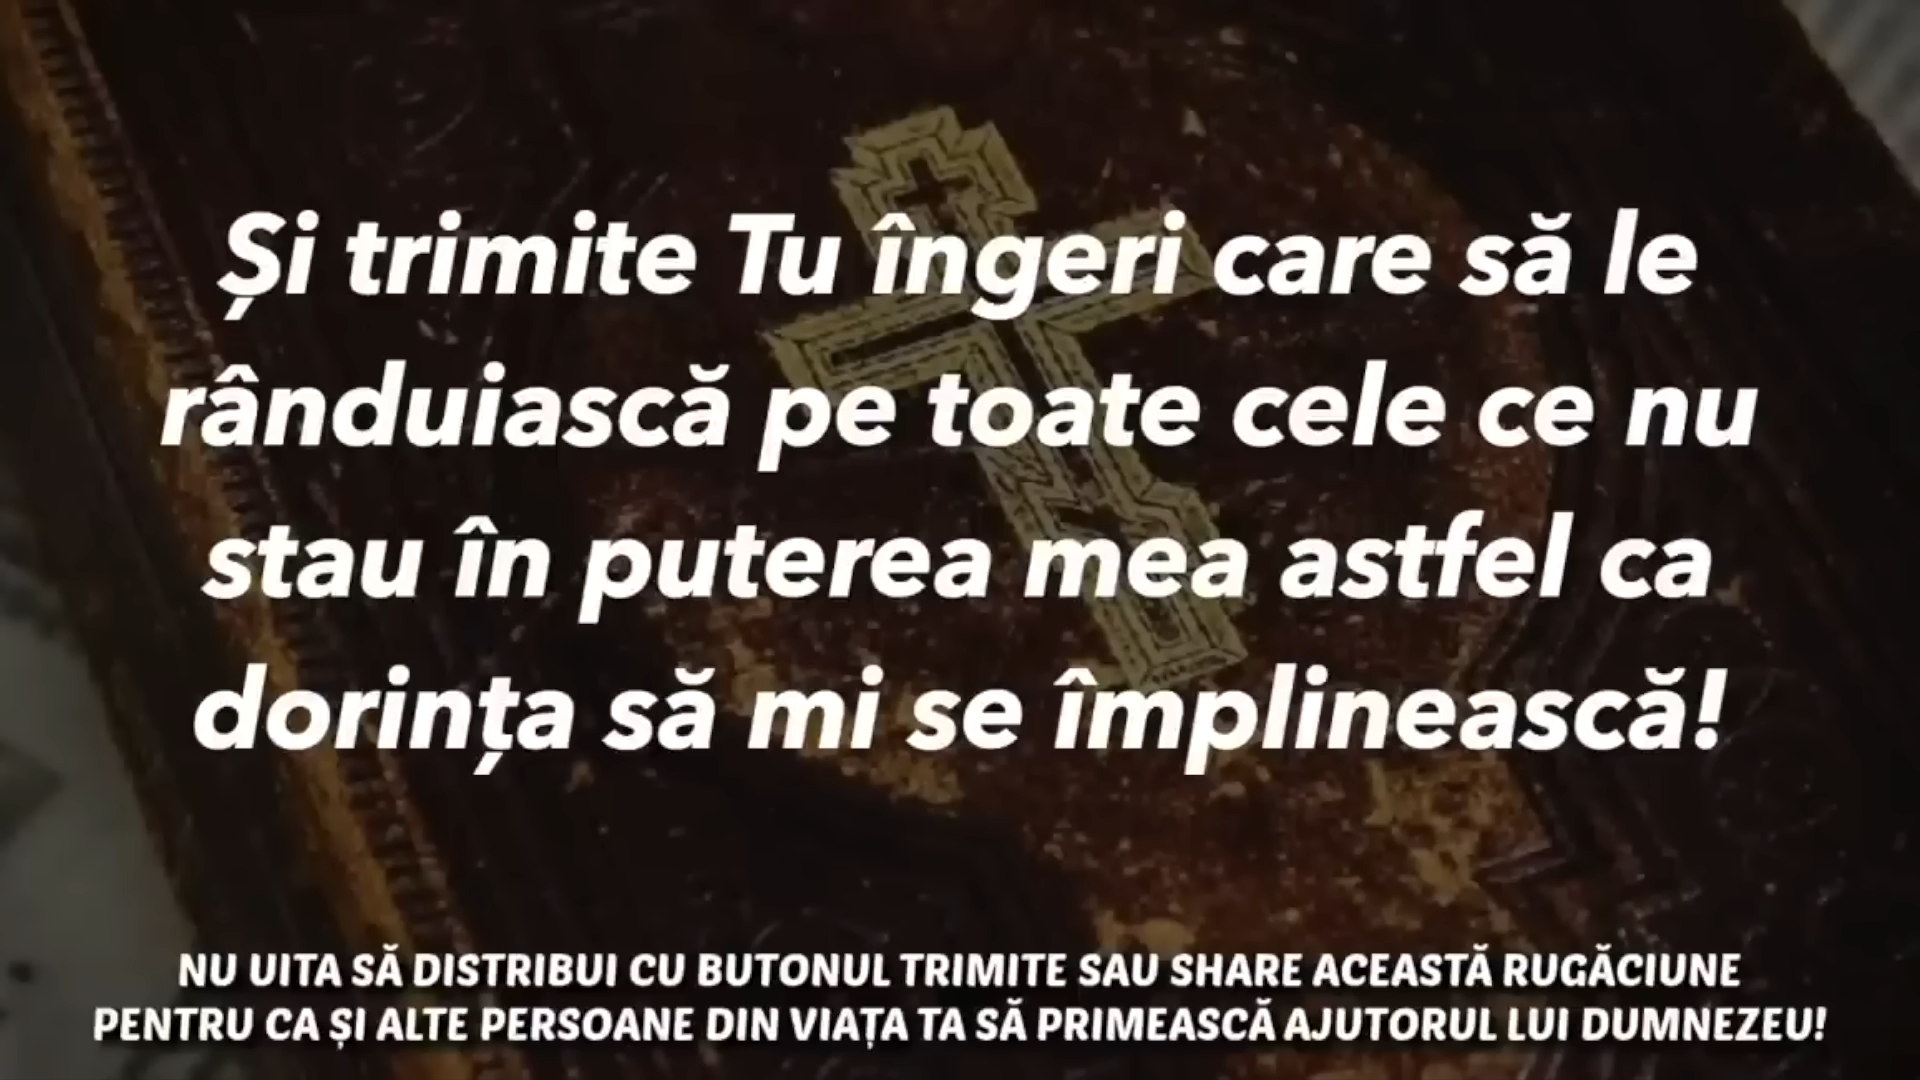 Și trimite Tu îngeri care să le
rânduiască pe toate cele ce nu
stau în puterea mea astfel ca
dorința să mi se împlinească!
NU UITA SĂ DISTRIBUI CU BUTONUL TRIMITE SAU SHARE ACEASTĂ RUGĂCIUNE
PENTRU CA ȘI ALTE PERSOANE DIN VIAȚA TA SĂ PRIMEASCĂ AJUTORUL LUI DUMNEZEU!